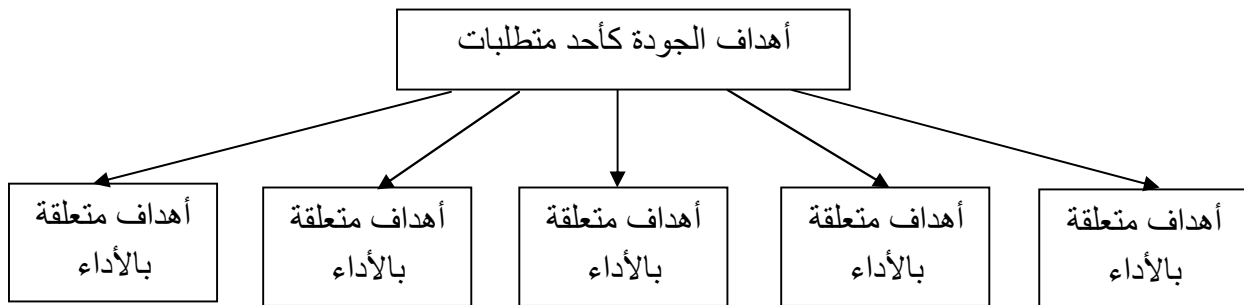 أهداف الجودة كأحد متطلبات
أهداف متعلقة
بالأداء
أهداف متعلقة
بالأداء
أهداف متعلقة
بالأداء
أهداف متعلقة
بالأداء
أهداف متعلقة
بالأداء